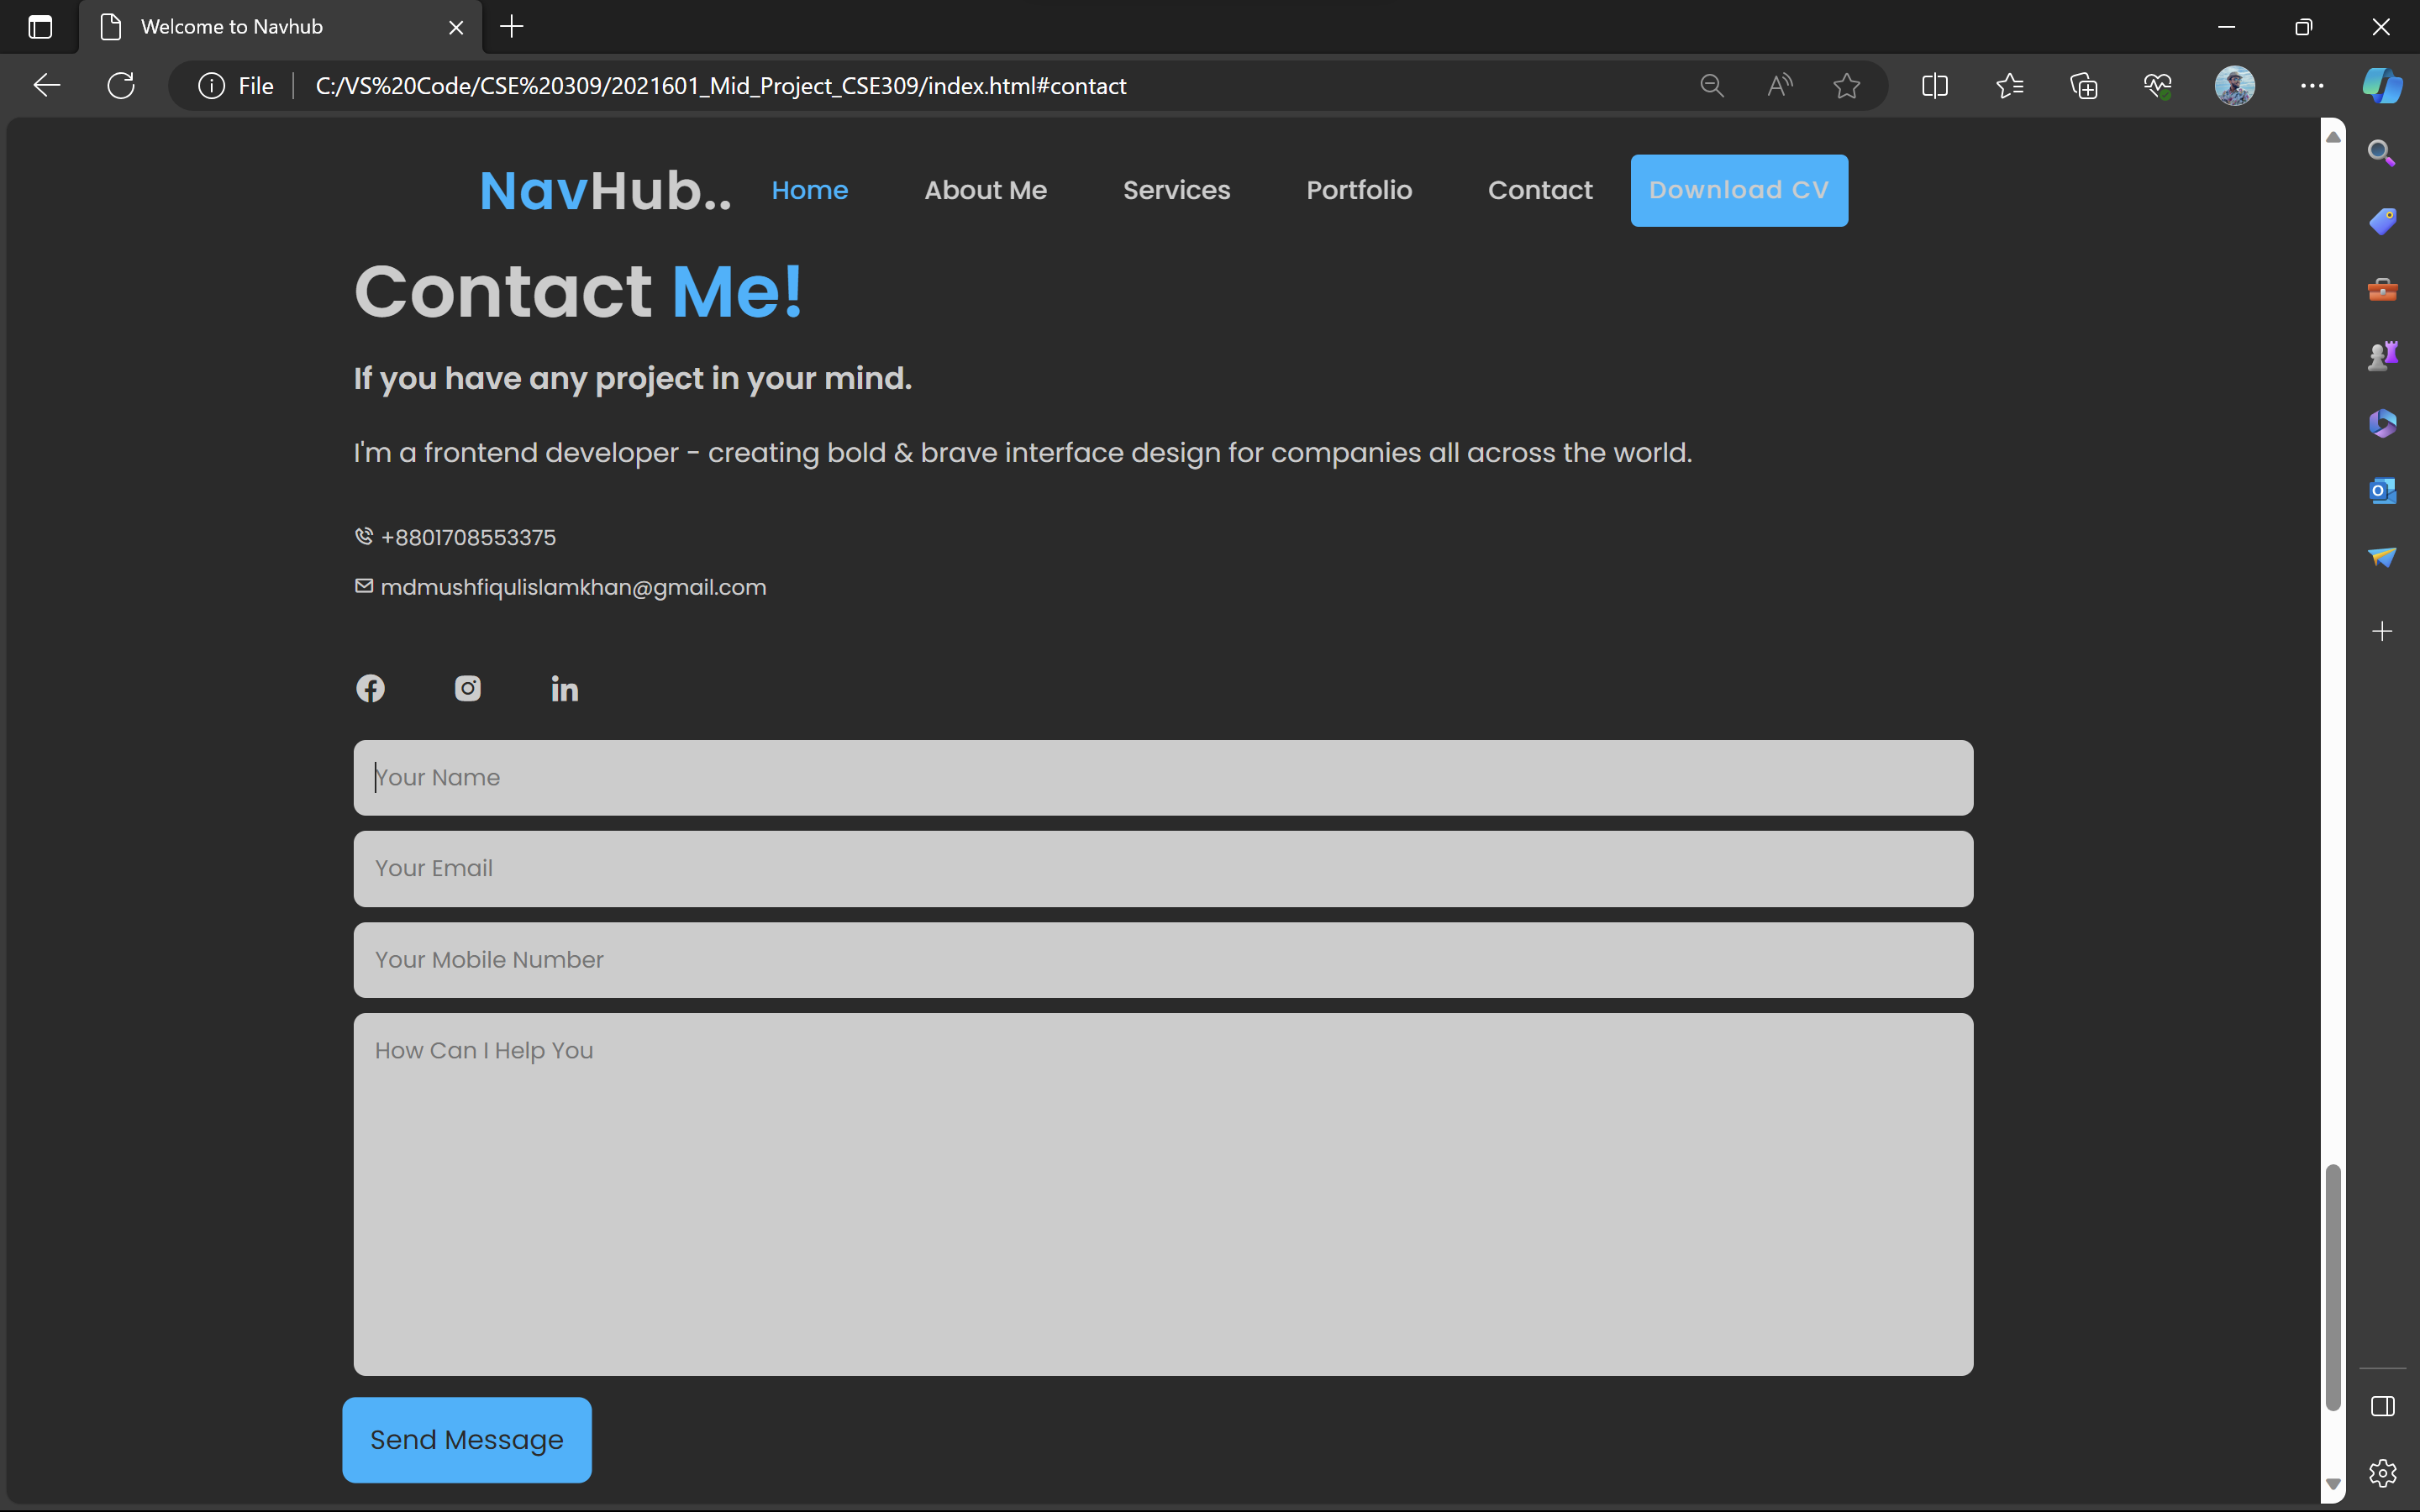 Welcome to Navhub
File
C:/VS%20Code/CSE%20309/2021601_Mid_Project_CSE309/index.html#contact
NavHub.. Home About Me Services Portfolio Contact Download CV
Contact Me!
If you have any project in your mind.
I'm a frontend developer - creating bold & brave interface design for companies all across the world.
+8801708553375
mdmushfiqulislamkhan@gmail.com
Your Name
Your Email
Your Mobile Number
How Can I Help You
Send Message